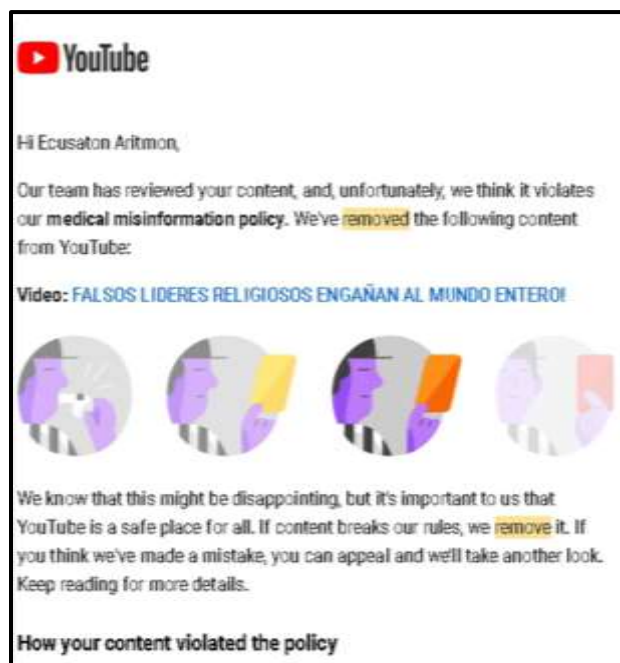 YouTube
Hi Ecusaton Aritmon,
Our team has reviewed your content, and, unfortunately, we think it violates
our medical misinformation policy. We've removed the following content
from YouTube:
Video: FALSOS LIDERES RELIGIOSOS ENGAÑAN AL MUNDO ENTERO!
We know that this might be disappointing, but it's important to us that
YouTube is a safe place for all. If content breaks our rules, we remove it. If
you think we've made a mistake, you can appeal and we'll take another look.
Keep reading for more details.
How your content violated the policy